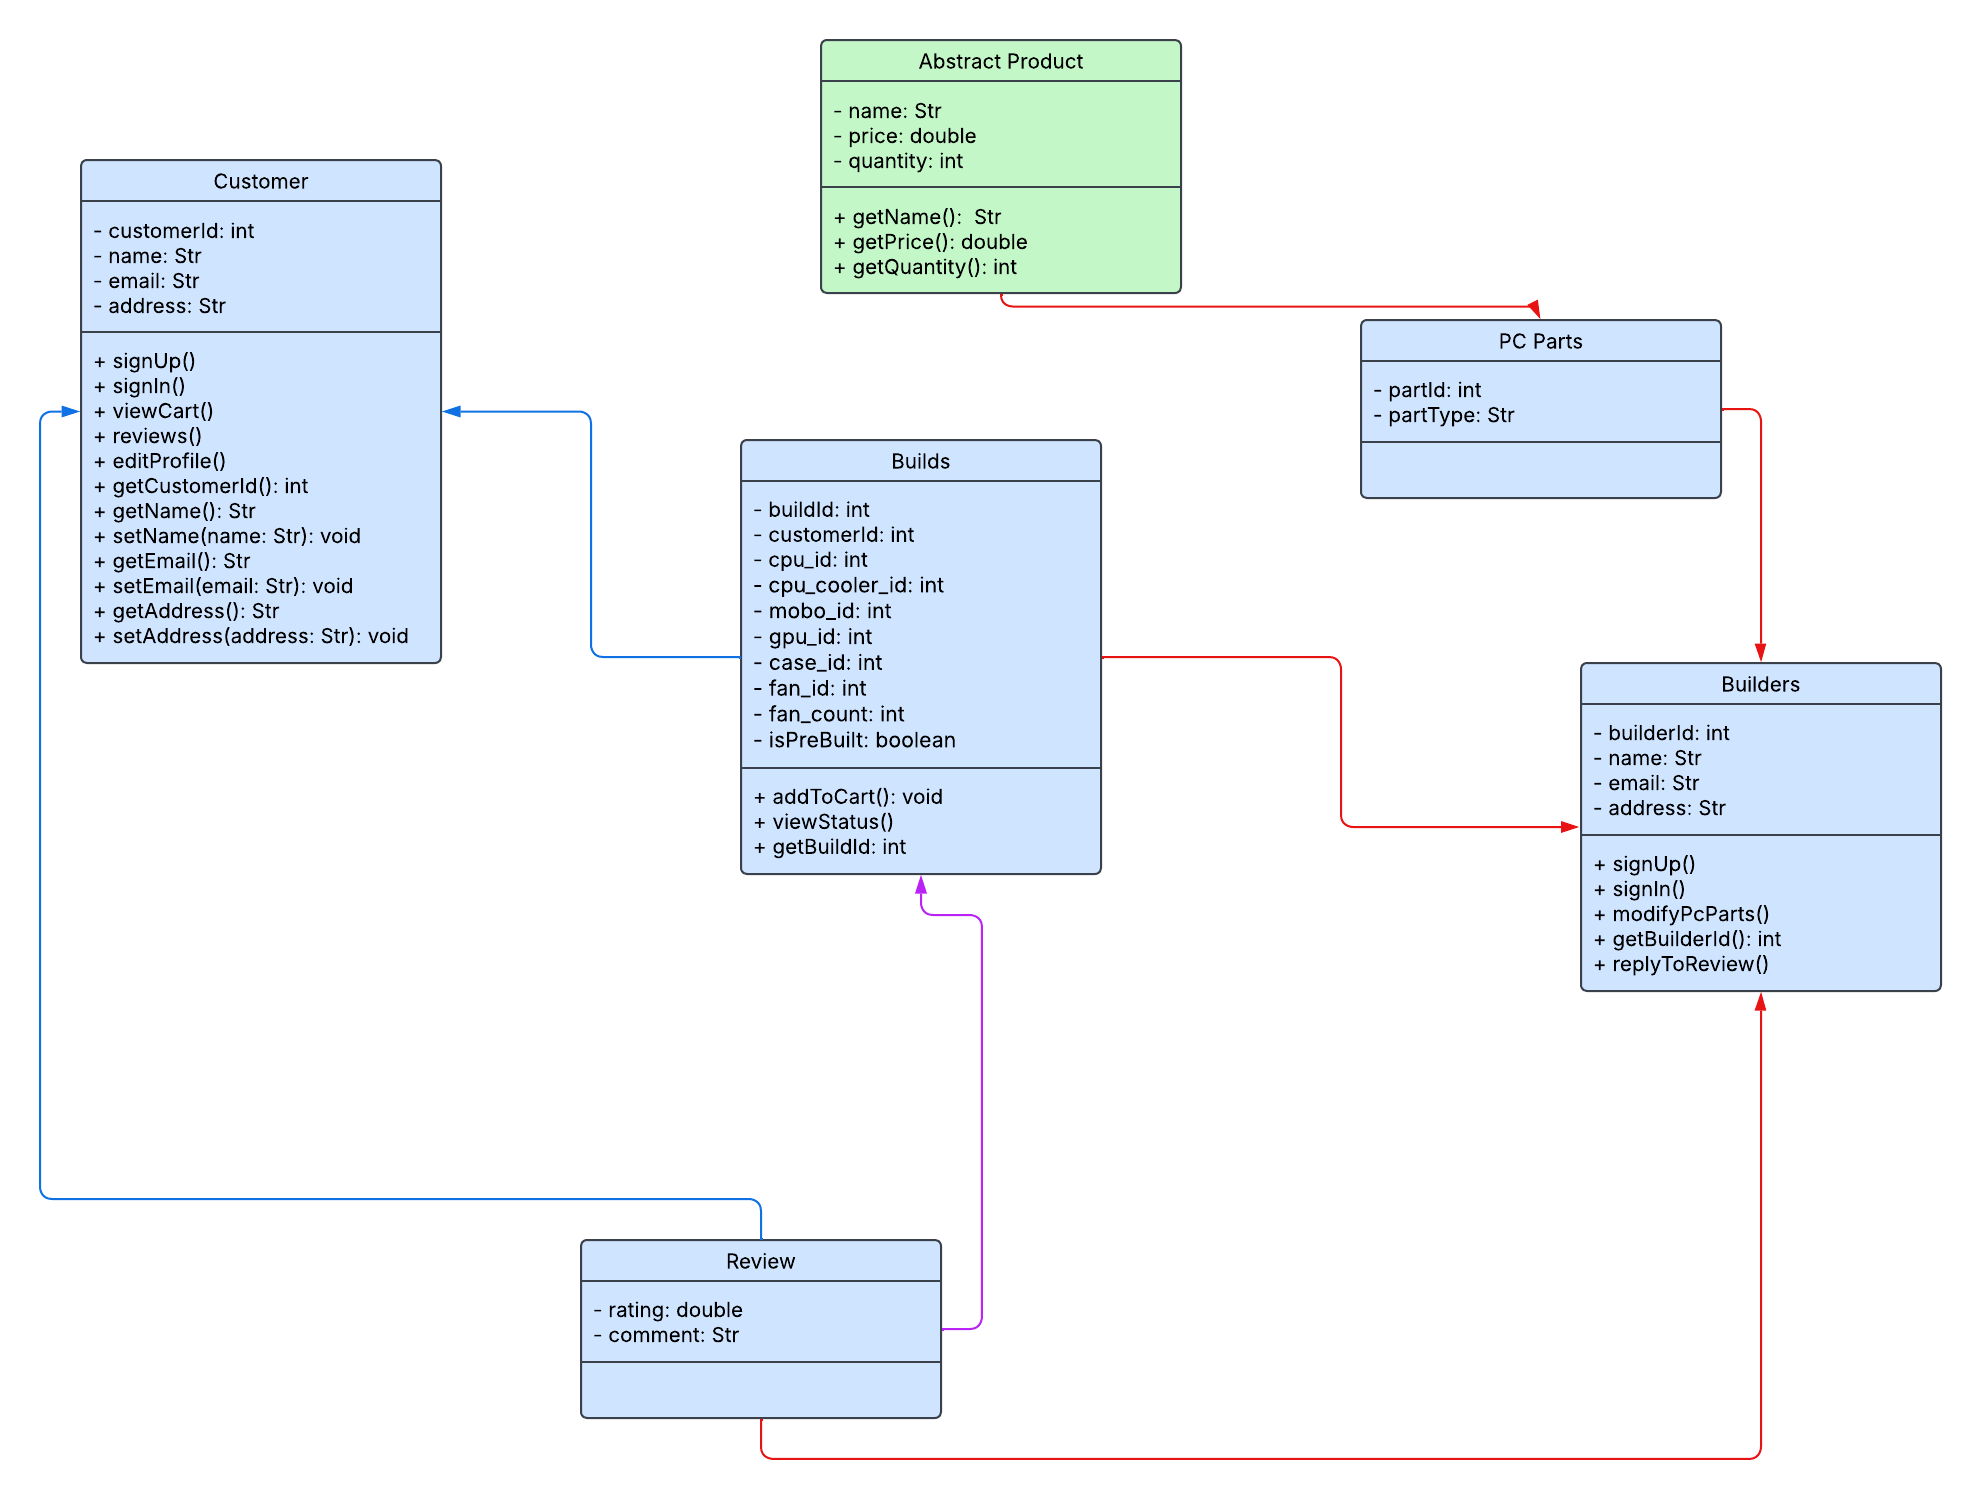 Abstract Product
- name: Str
- price: double
- quantity: int
+ getName():  Str
+ getPrice(): double
+ getQuantity(): int
Customer
- customerId: int
- name: Str
- email: Str
- address: Str
+ signUp()
+ signIn()
+ viewCart()
+ reviews()
+ editProfile()
+ getCustomerId(): int
+ getName(): Str
+ setName(name: Str): void
+ getEmail(): Str
+ setEmail(email: Str): void
+ getAddress(): Str
+ setAddress(address: Str): void
PC Parts
- partId: int
- partType: Str
Builds
- buildId: int
- customerId: int
- cpu_id: int
- cpu_cooler_id: int
- mobo_id: int
- gpu_id: int
- case_id: int
- fan_id: int
- fan_count: int
- isPreBuilt: boolean
+ addToCart(): void
+ viewStatus()
+ getBuildId: int
Builders
- builderId: int
- name: Str
- email: Str
- address: Str
+ signUp()
+ signIn()
+ modifyPcParts()
+ getBuilderId(): int
+ replyToReview()
Review
- rating: double
- comment: Str